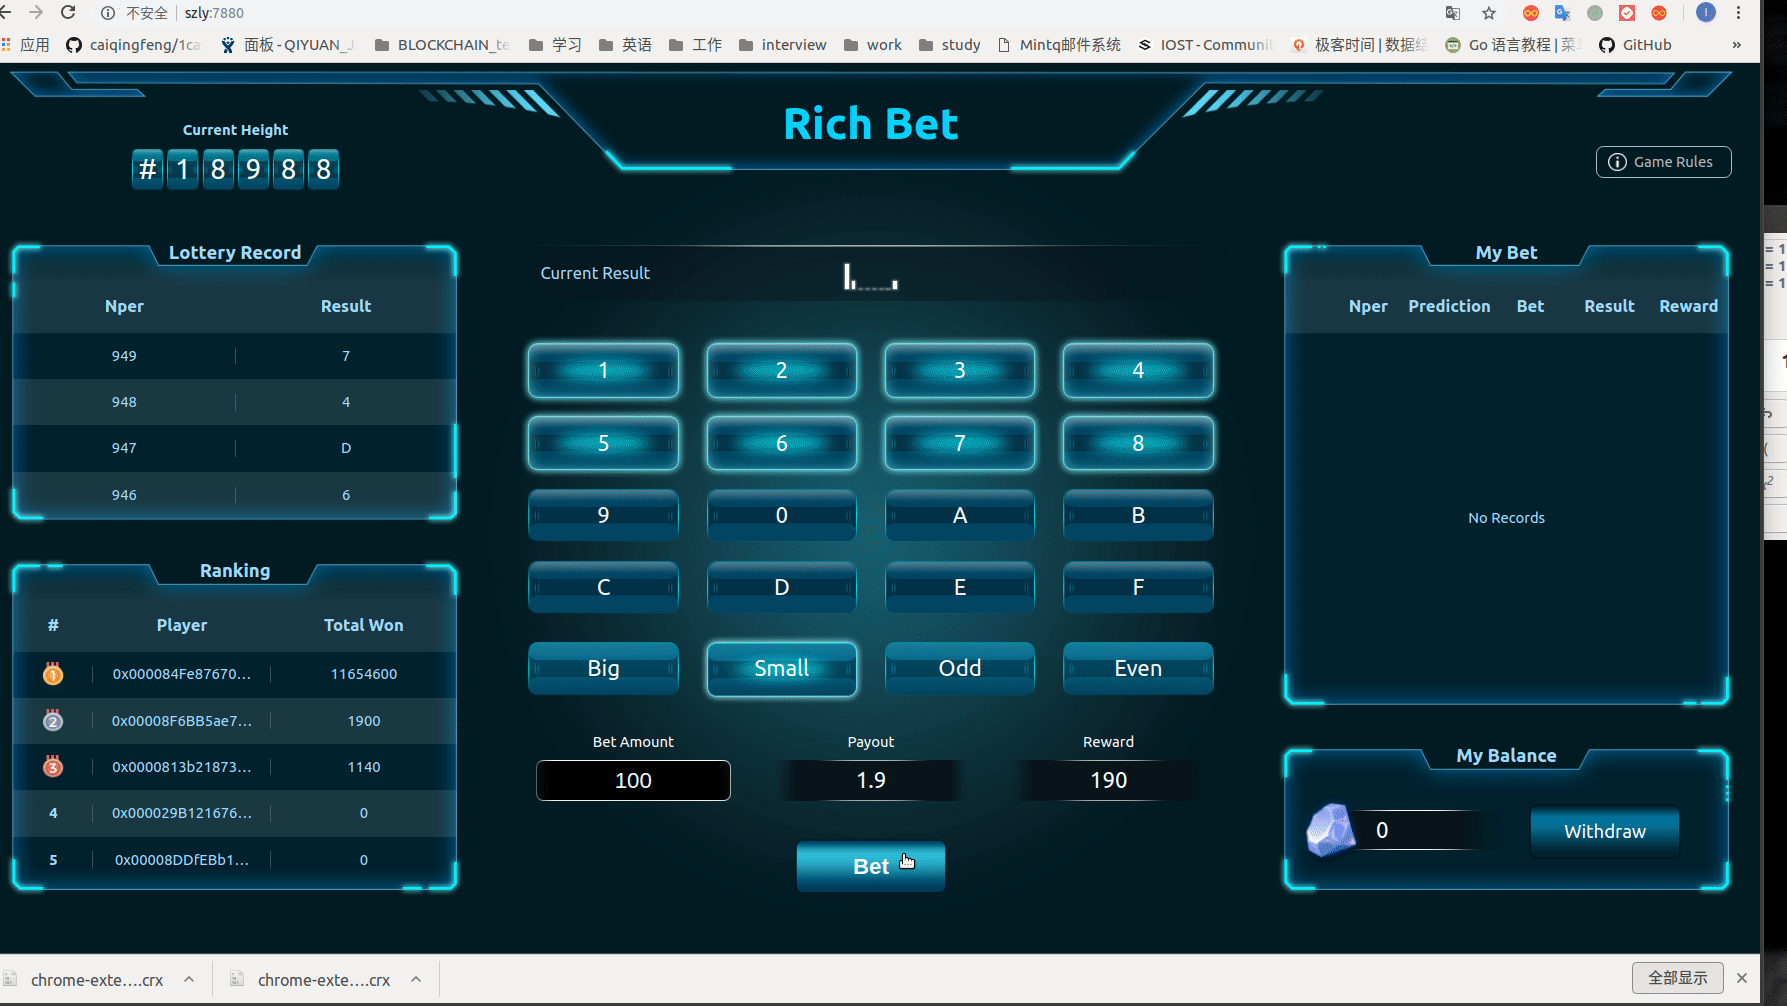 不安全 szly:7880
应用 caiqingfeng/1ca 面板 - QIYUAN_J BLOCKCHAIN_te 学习 英语 工作 interview work study Mintq邮件系统 IOST - Communit 极客时间 | 数据结 Go 语言教程 | 菜 GitHub »
Rich Bet
Current Height
# 1 8 9 8 8
Game Rules
Lottery Record
Nper Result
949 7
948 4
947 D
946 6
Ranking
# Player Total Won
1 0x000084Fe87670... 11654600
2 0x00008F6BB5ae7... 1900
3 0x0000813b21873... 1140
4 0x000029B121676... 0
5 0x00008DDfEBb1... 0
Current Result
1 2 3 4
5 6 7 8
9 0 A B
C D E F
Big Small Odd Even
Bet Amount Payout Reward
100 1.9 190
Bet
My Bet
Nper Prediction Bet Result Reward
No Records
My Balance
0 Withdraw
= 1
= 1
= 1
chrome-exte....crx chrome-exte....crx 全部显示